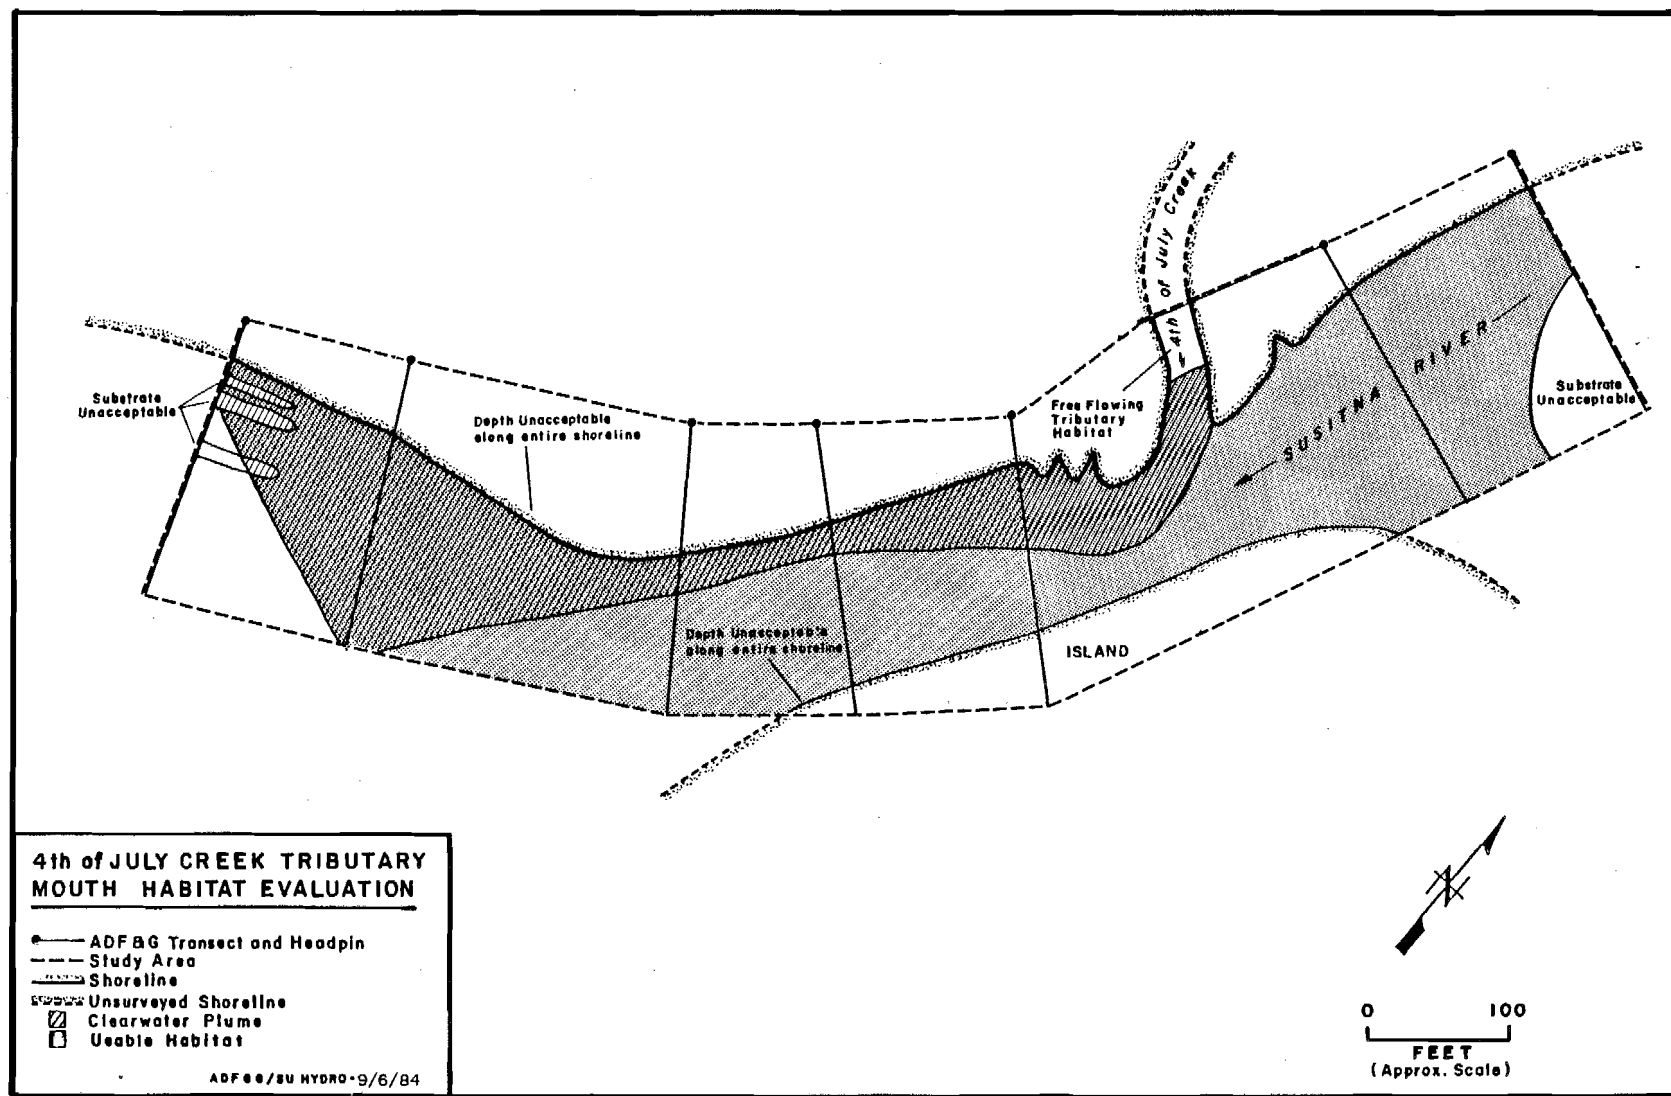 4th of July Creek
Substrate
Unacceptable
Depth Unacceptable
along entire shoreline
Free Flowing
Tributary
Habitat
SUSITNA RIVER
Substrate
Unacceptable
Depth Unacceptable
along entire shoreline
ISLAND
N
4th of JULY CREEK TRIBUTARY
MOUTH HABITAT EVALUATION
ADF&G Transect and Headpin
Study Area
Shoreline
Unsurveyed Shoreline
Clearwater Plume
Usable Habitat
ADF&G/SU HYDRO-9/6/84
0 100
FEET
(Approx. Scale)